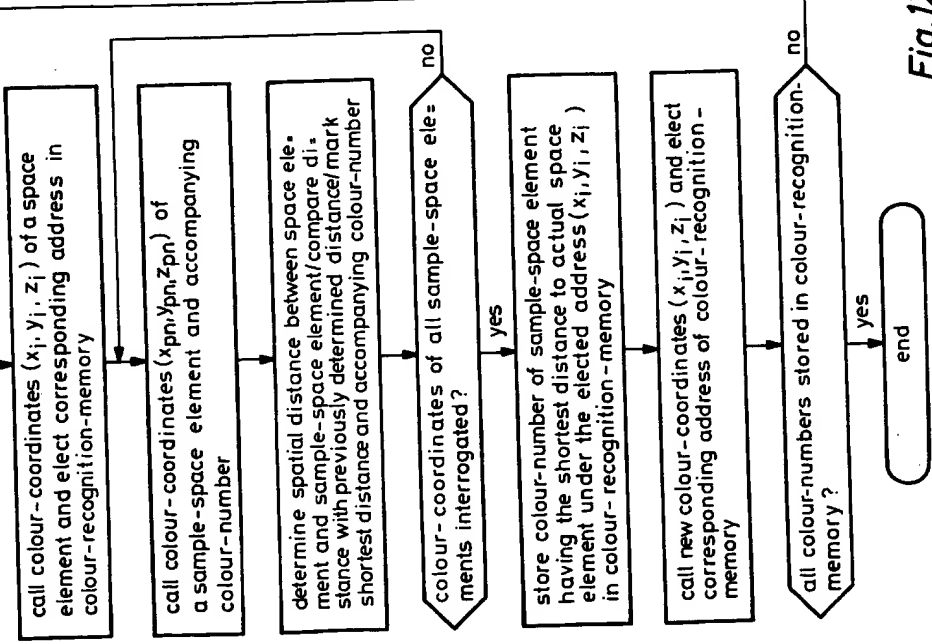 call colour-coordinates (xi, yi, zi) of a space
element and elect corresponding address in
colour-recognition-memory
call colour-coordinates (xpn,ypn,zpn) of
a sample-space element and accompanying
colour-number
determine spatial distance between space ele=
ment and sample-space element/compare di=
stance with previously determined distance/mark
shortest distance and accompanying colour-number
colour-coordinates of all sample-space ele=
ments interrogated?
no
yes
store colour-number of sample-space element
having the shortest distance to actual space
element under the elected address (xi, yi, zi)
in colour-recognition-memory
call new colour-coordinates (xi, yi, zi) and elect
corresponding address of colour-recognition-
memory
all colour-numbers stored in colour-recognition-
memory?
no
yes
end